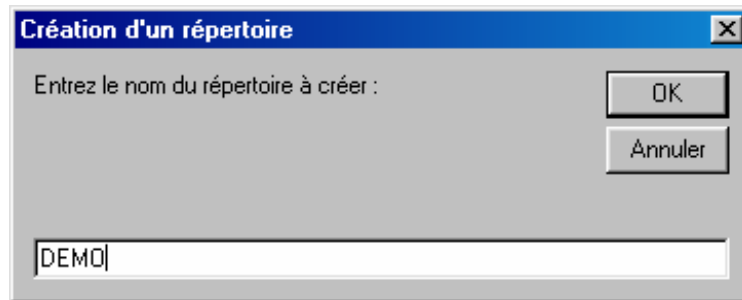 Création d'un répertoire
Entrez le nom du répertoire à créer :
OK
Annuler
DEMO